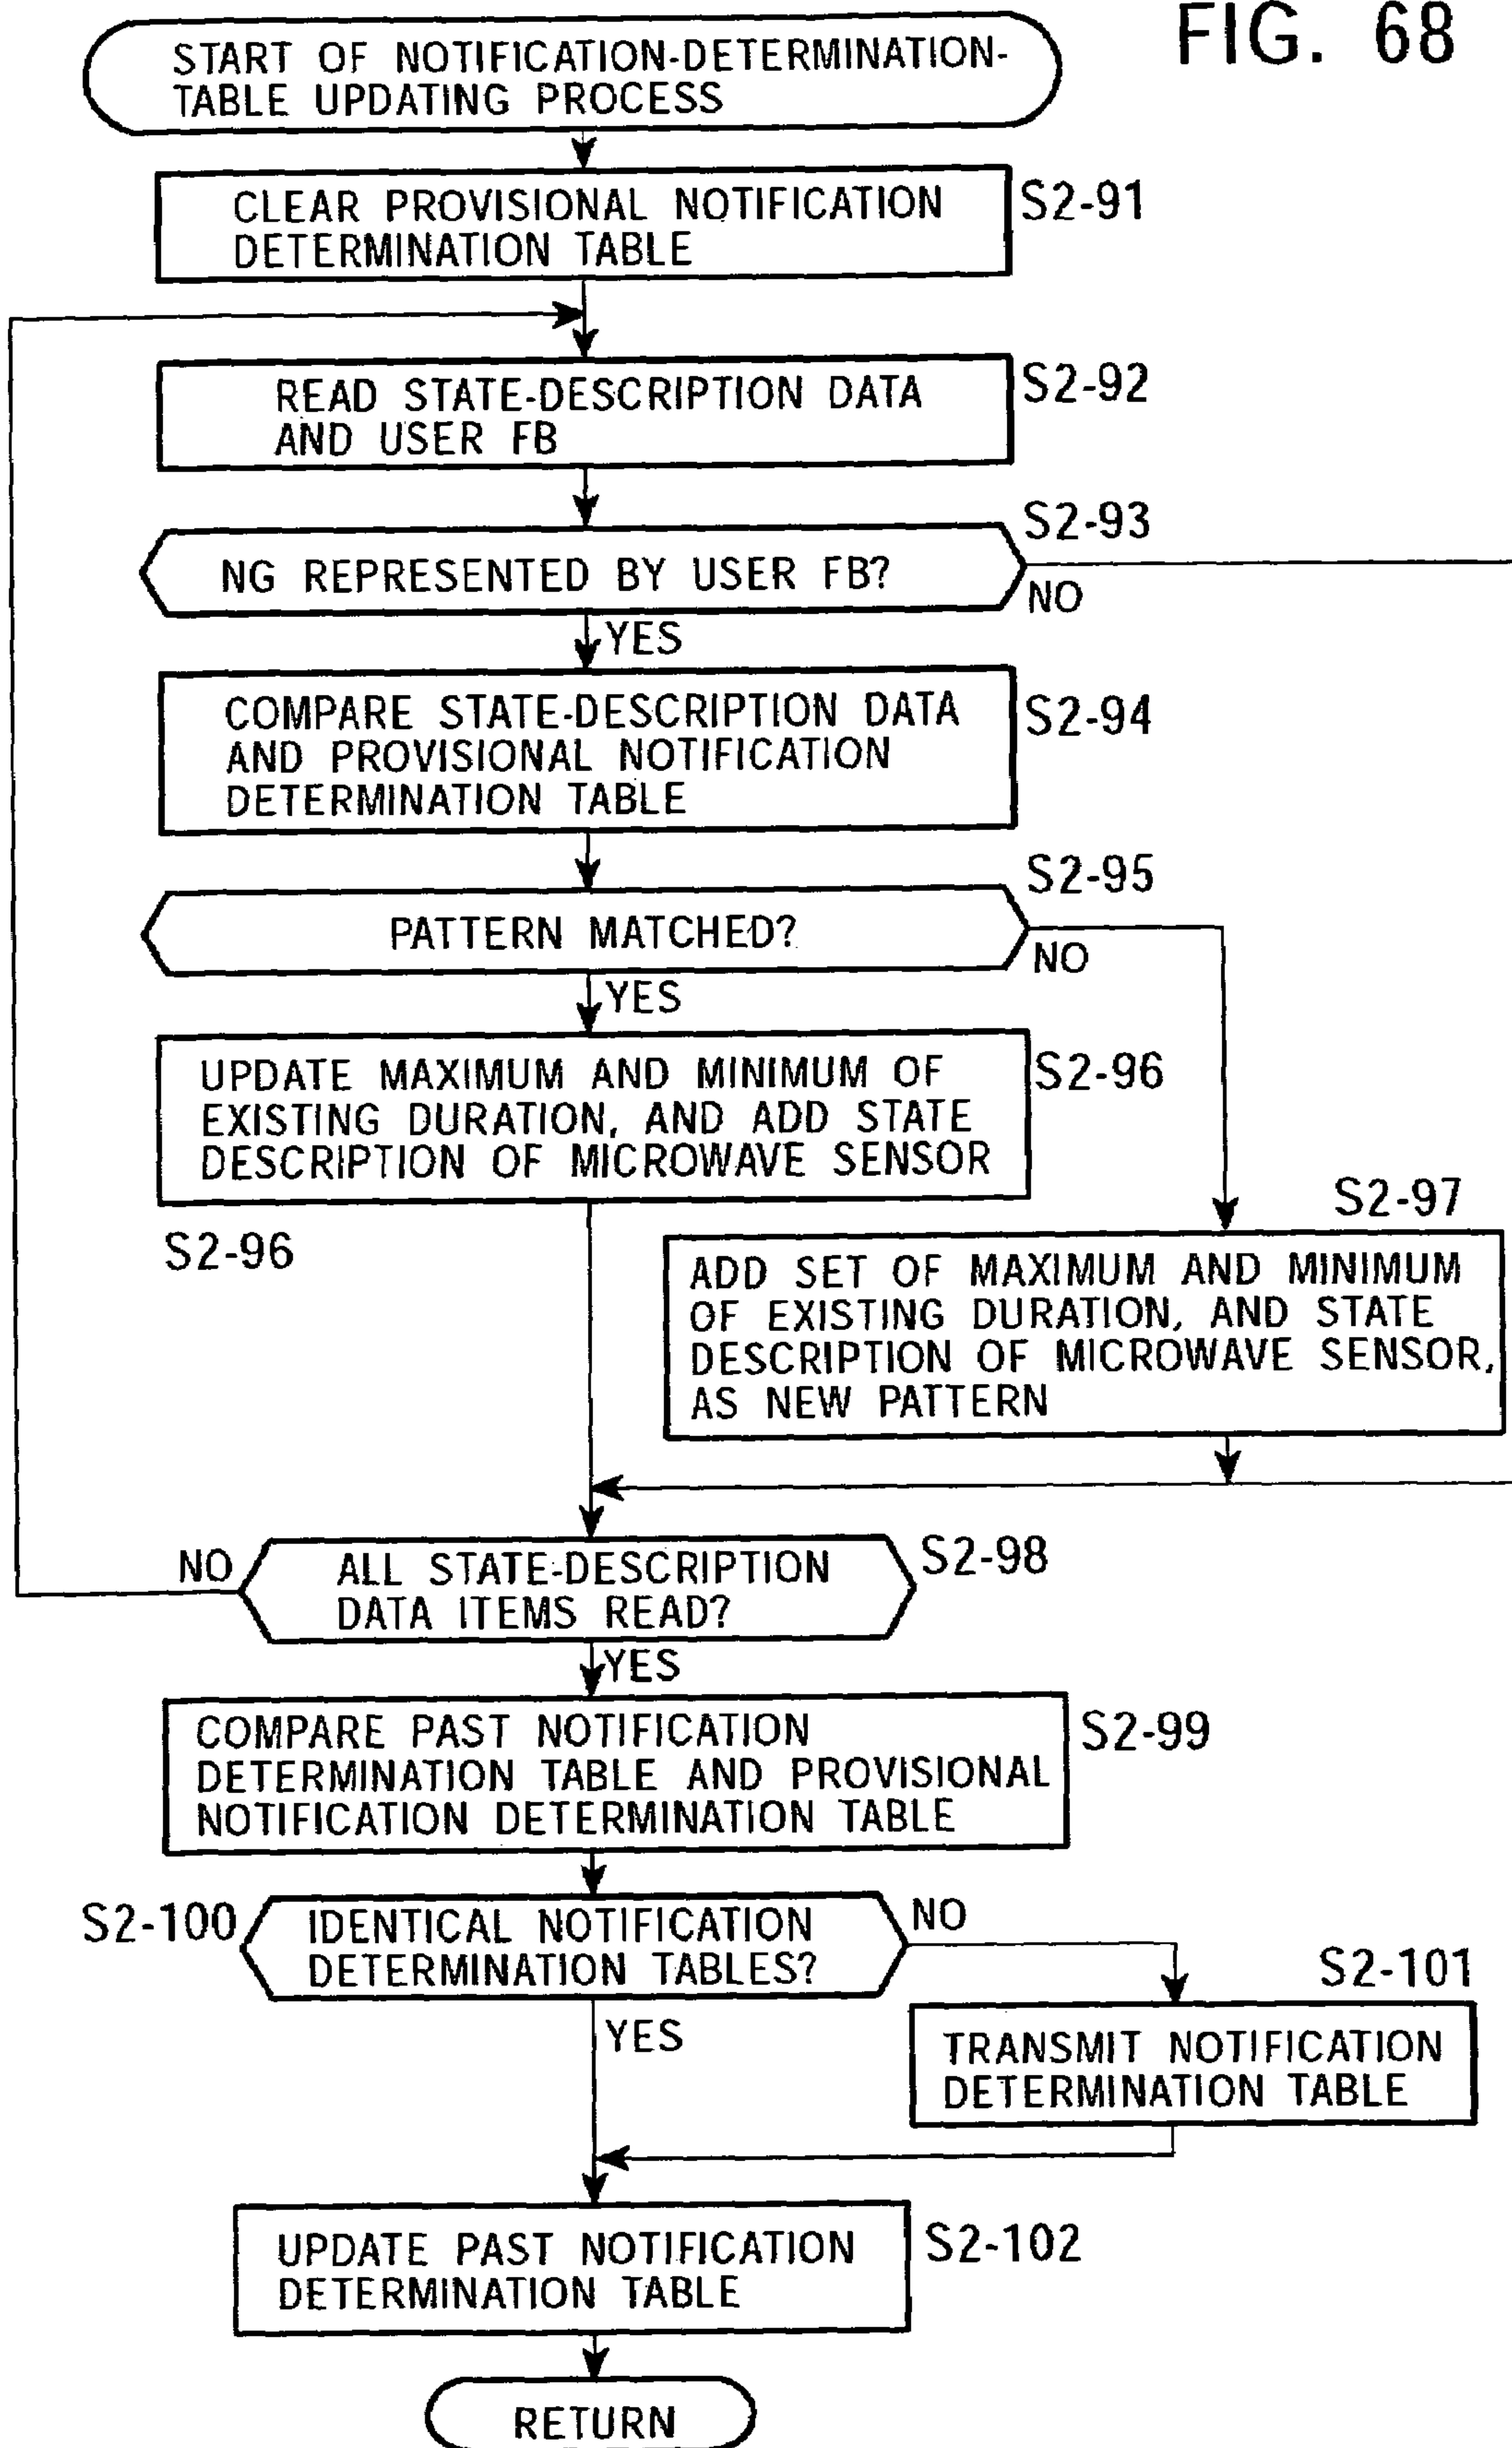 FIG. 68
START OF NOTIFICATION-DETERMINATION-
TABLE UPDATING PROCESS
CLEAR PROVISIONAL NOTIFICATION
DETERMINATION TABLE
S2-91
READ STATE-DESCRIPTION DATA
AND USER FB
S2-92
S2-93
NG REPRESENTED BY USER FB?
NO
YES
COMPARE STATE-DESCRIPTION DATA
AND PROVISIONAL NOTIFICATION
DETERMINATION TABLE
S2-94
S2-95
PATTERN MATCHED?
NO
YES
UPDATE MAXIMUM AND MINIMUM OF
EXISTING DURATION, AND ADD STATE
DESCRIPTION OF MICROWAVE SENSOR
S2-96
S2-96
S2-97
ADD SET OF MAXIMUM AND MINIMUM
OF EXISTING DURATION, AND STATE
DESCRIPTION OF MICROWAVE SENSOR,
AS NEW PATTERN
NO
ALL STATE-DESCRIPTION
DATA ITEMS READ?
S2-98
YES
COMPARE PAST NOTIFICATION
DETERMINATION TABLE AND PROVISIONAL
NOTIFICATION DETERMINATION TABLE
S2-99
S2-100
IDENTICAL NOTIFICATION
DETERMINATION TABLES?
NO
YES
S2-101
TRANSMIT NOTIFICATION
DETERMINATION TABLE
UPDATE PAST NOTIFICATION
DETERMINATION TABLE
S2-102
RETURN